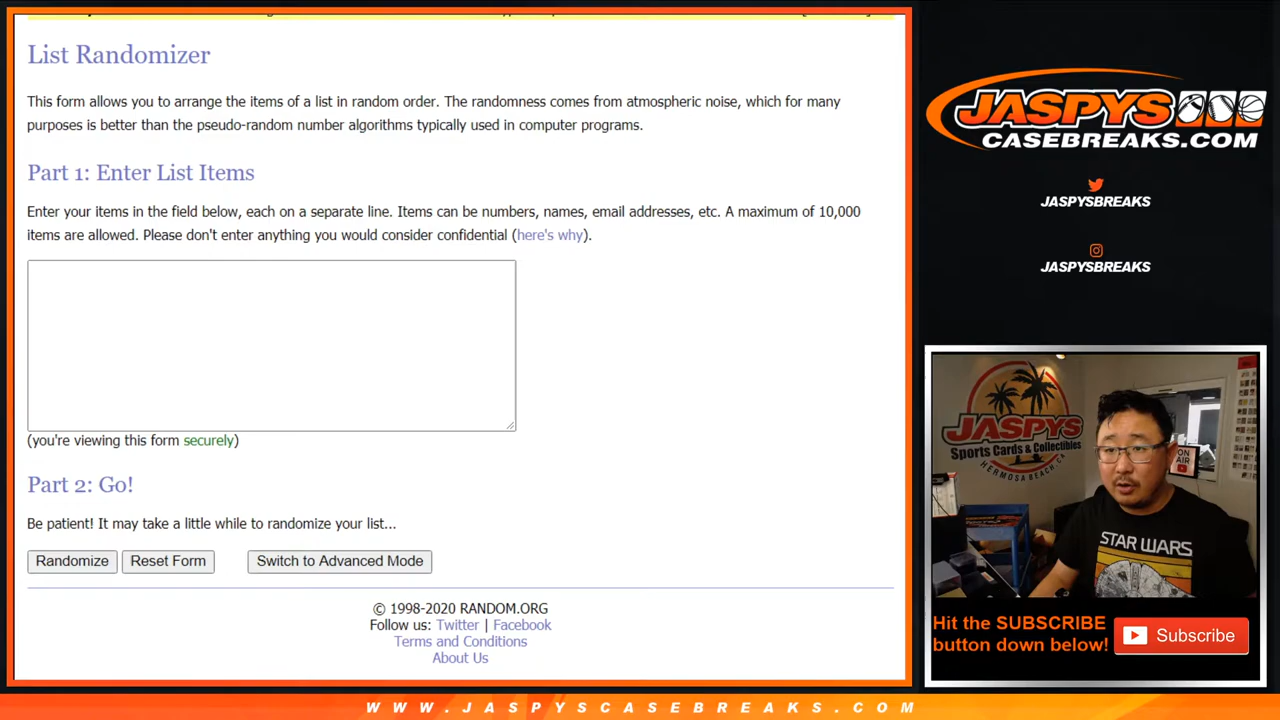 List Randomizer
This form allows you to arrange the items of a list in random order. The randomness comes from atmospheric noise, which for many
purposes is better than the pseudo-random number algorithms typically used in computer programs.
Part 1: Enter List Items
Enter your items in the field below, each on a separate line. Items can be numbers, names, email addresses, etc. A maximum of 10,000
items are allowed. Please don't enter anything you would consider confidential (here's why).
(you're viewing this form securely)
Part 2: Go!
Be patient! It may take a little while to randomize your list...
Randomize Reset Form Switch to Advanced Mode
© 1998-2020 RANDOM.ORG
Follow us: Twitter | Facebook
Terms and Conditions
About Us
JASPYS
CASEBREAKS.COM
JASPYSBREAKS
JASPYSBREAKS
JASPYS
Sports Cards & Collectibles
HERMOSA BEACH, CA
ON
AIR
STAR WARS
Hit the SUBSCRIBE
button down below!
Subscribe
WWW.JASPYSCASEBREAKS.COM